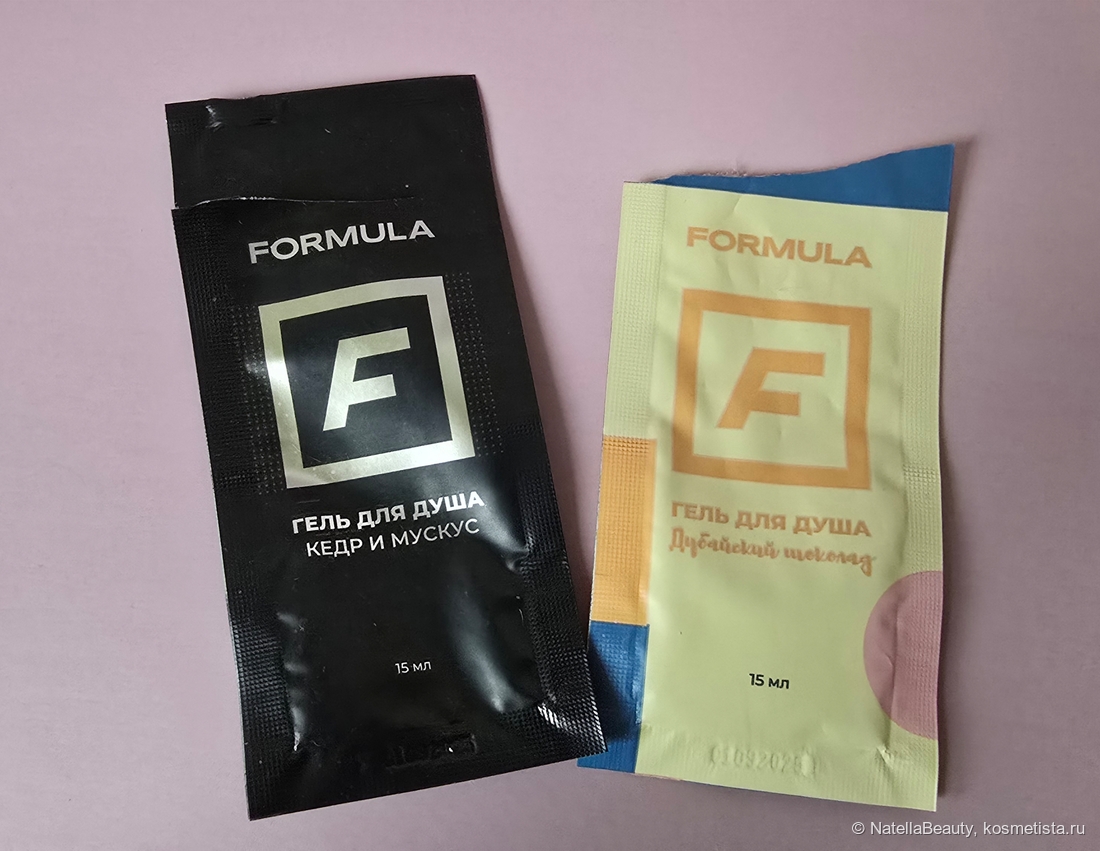 FORMULA
F
ГЕЛЬ ДЛЯ ДУША
КЕДР И МУСКУС
15 мл
FORMULA
F
ГЕЛЬ ДЛЯ ДУША
Дубайский шоколад
15 мл
© NatellaBeauty, kosmetista.ru